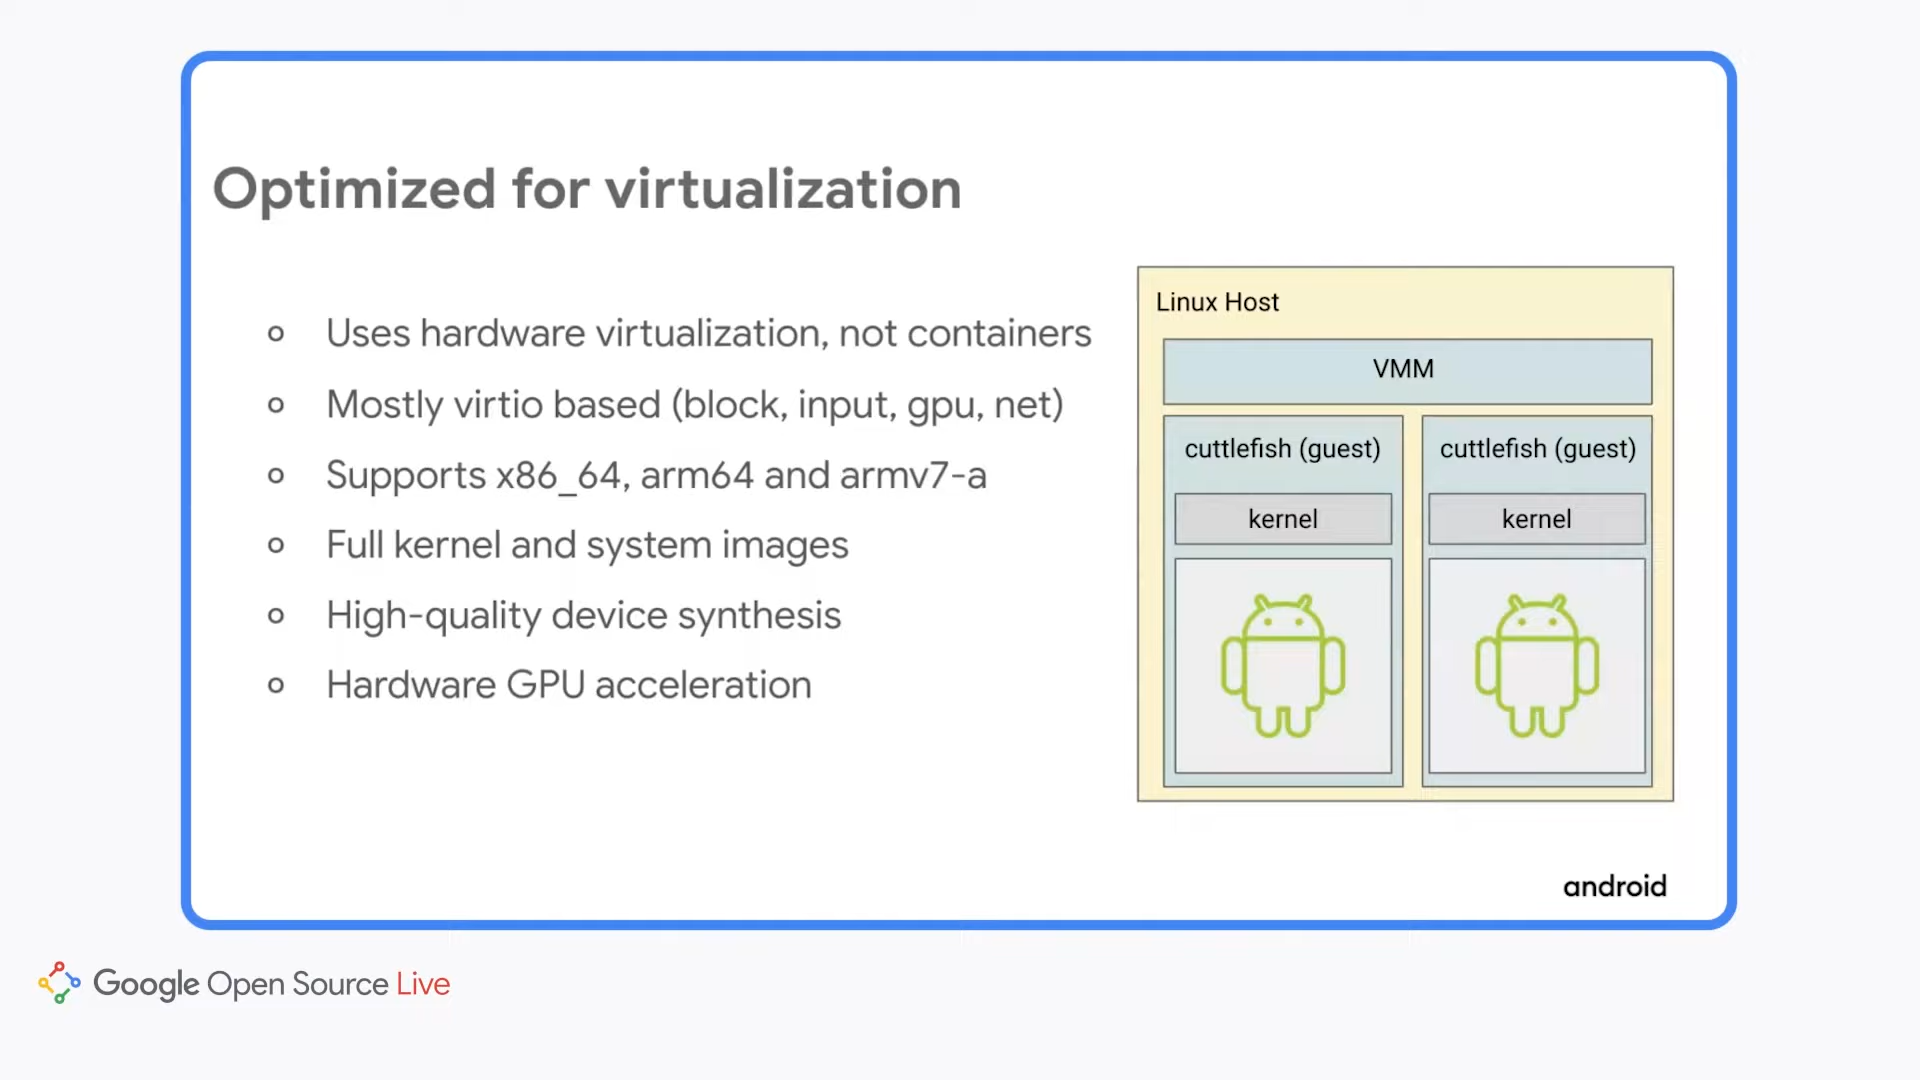 Optimized for virtualization
Uses hardware virtualization, not containers
Mostly virtio based (block, input, gpu, net)
Supports x86_64, arm64 and armv7-a
Full kernel and system images
High-quality device synthesis
Hardware GPU acceleration
Linux Host
VMM
cuttlefish (guest)
kernel
cuttlefish (guest)
kernel
android
Google Open Source Live